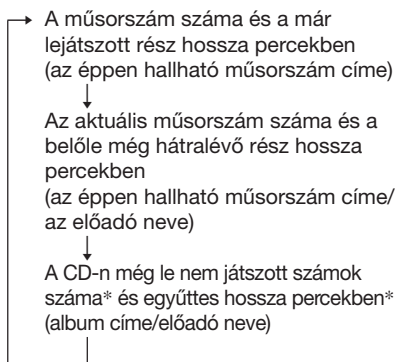 A műsorszám száma és a már
lejátszott rész hossza percekben
(az éppen hallható műsorszám címe)
Az aktuális műsorszám száma és a
belőle még hátralévő rész hossza
percekben
(az éppen hallható műsorszám címe/
az előadó neve)
A CD-n még le nem játszott számok
száma* és együttes hossza percekben*
(album címe/előadó neve)